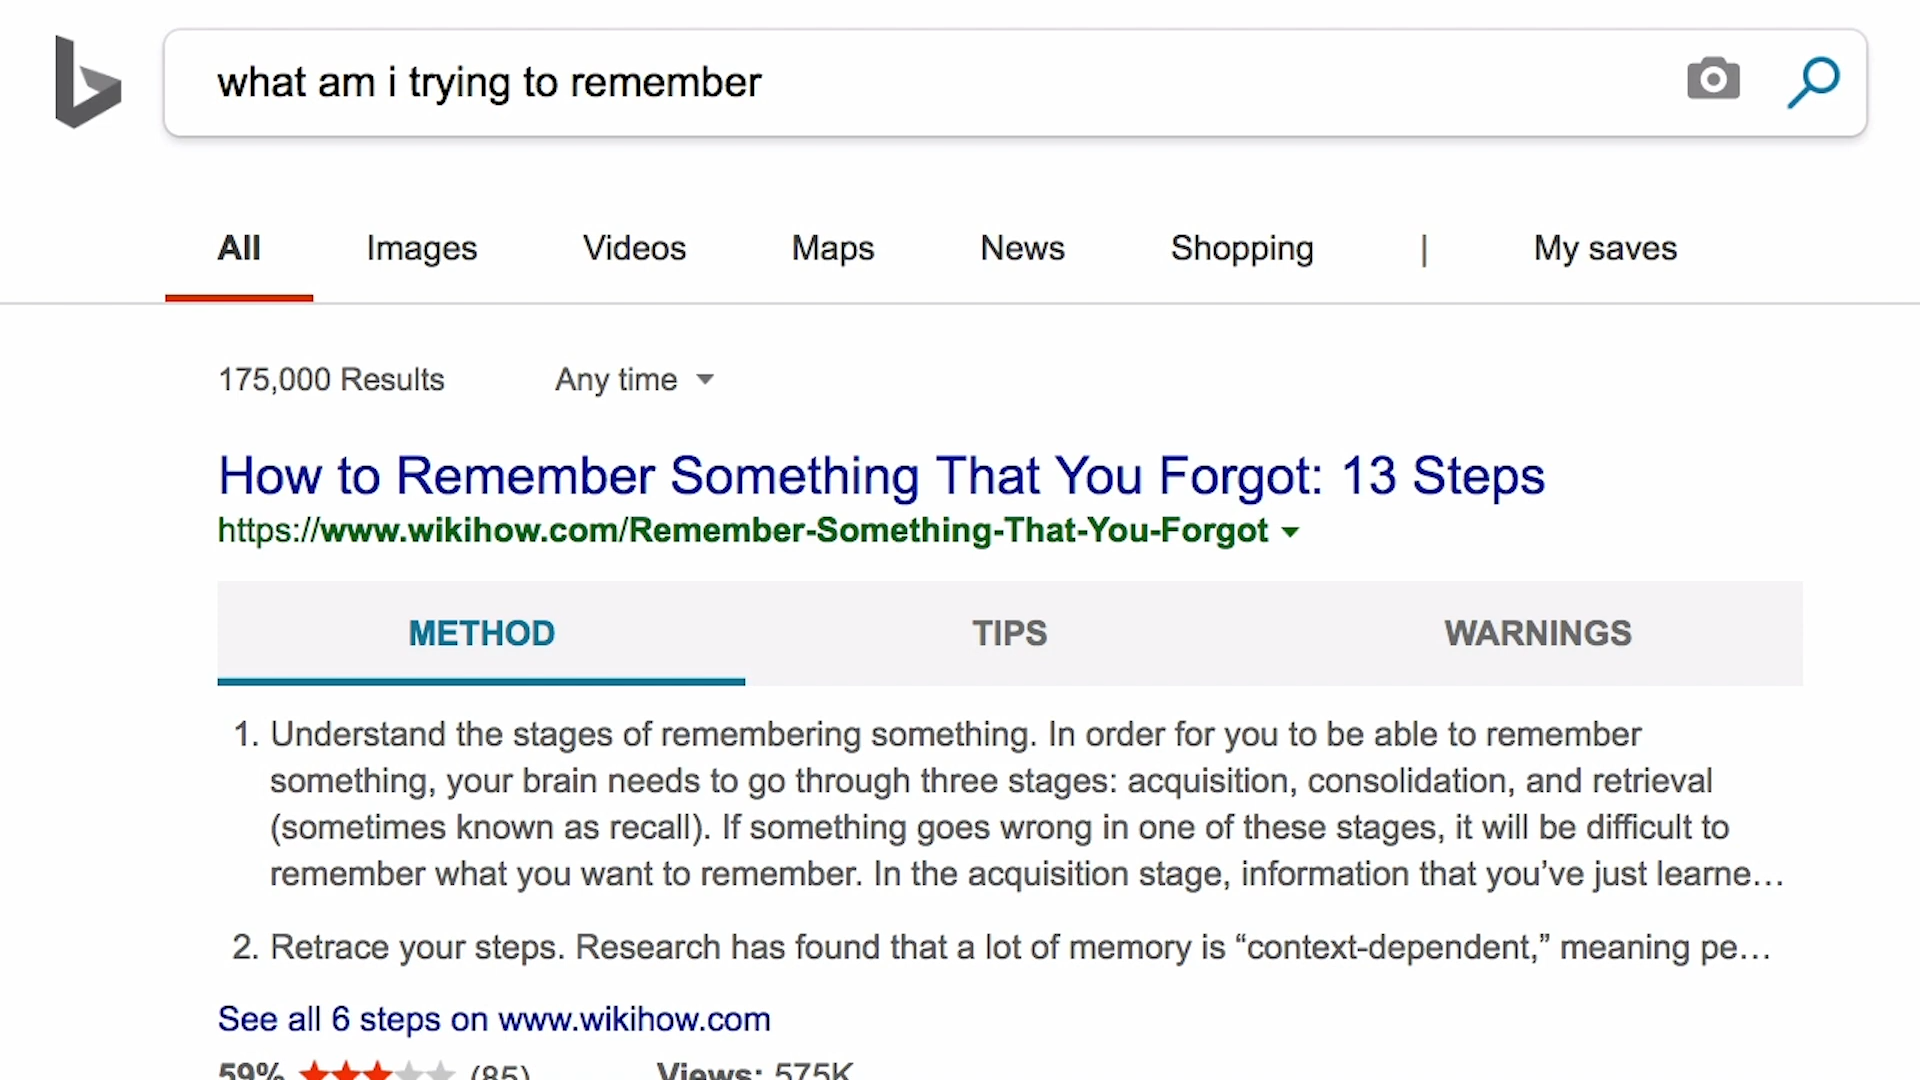 what am i trying to remember
All Images Videos Maps News Shopping | My saves
175,000 Results Any time
How to Remember Something That You Forgot: 13 Steps
https://www.wikihow.com/Remember-Something-That-You-Forgot
METHOD TIPS WARNINGS
1. Understand the stages of remembering something. In order for you to be able to remember
something, your brain needs to go through three stages: acquisition, consolidation, and retrieval
(sometimes known as recall). If something goes wrong in one of these stages, it will be difficult to
remember what you want to remember. In the acquisition stage, information that you’ve just learne...
2. Retrace your steps. Research has found that a lot of memory is “context-dependent,” meaning pe...
See all 6 steps on www.wikihow.com
59% (85) Views: 575K